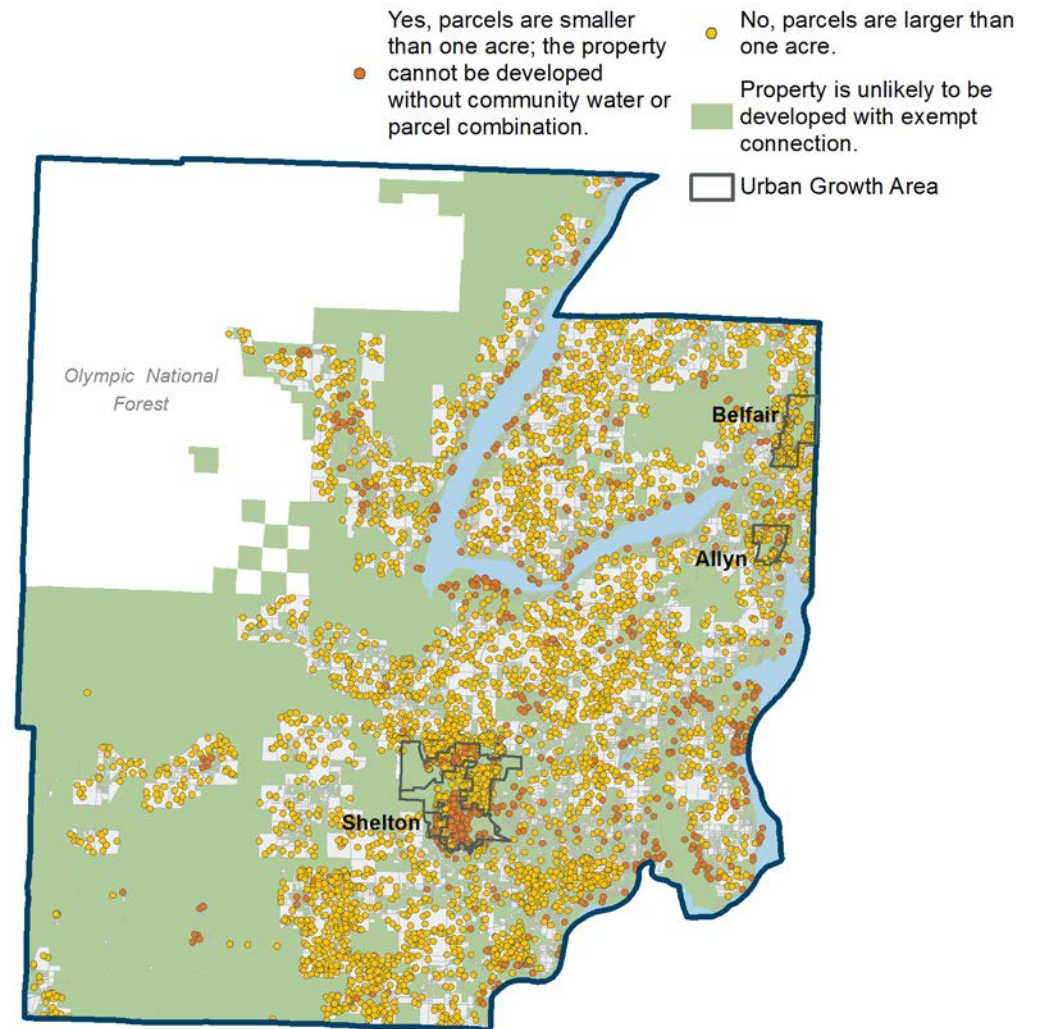 Yes, parcels are smaller
than one acre; the property
cannot be developed
without community water or
parcel combination.
No, parcels are larger than
one acre.
Property is unlikely to be
developed with exempt
connection.
Urban Growth Area
Olympic National
Forest
Belfair
Allyn
Shelton